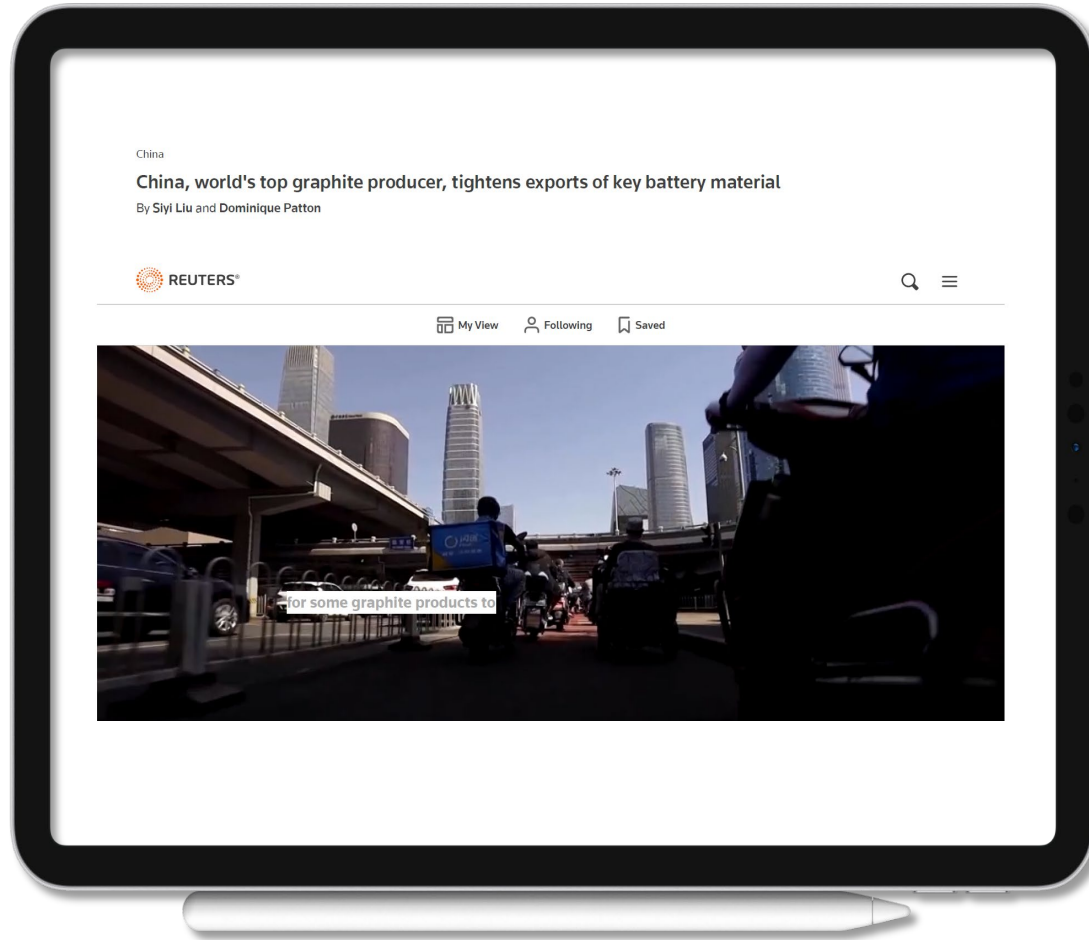 China
China, world's top graphite producer, tightens exports of key battery material
By Siyi Liu and Dominique Patton
REUTERS®
My View Following Saved
for some graphite products to